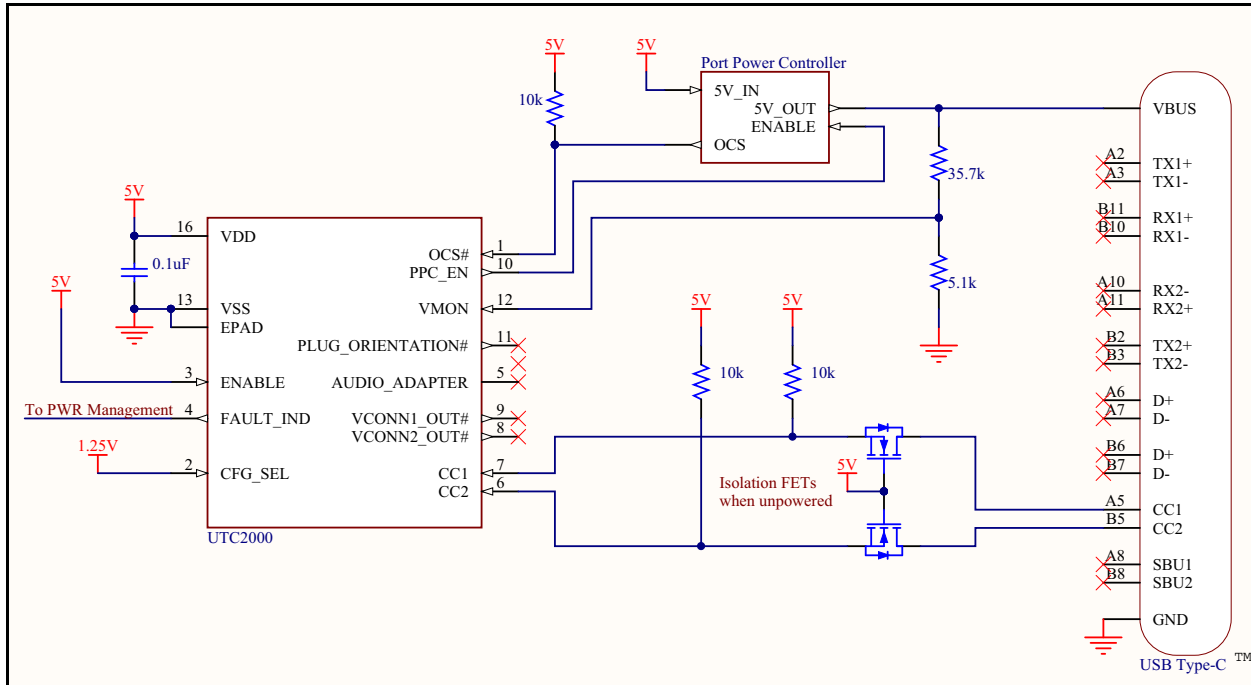 5V
10k
5V
Port Power Controller
5V_IN
5V_OUT
ENABLE
OCS
35.7k
5.1k
5V
0.1uF
5V
16
VDD
13
VSS
EPAD
3
ENABLE
To PWR Management
4
FAULT_IND
1.25V
2
CFG_SEL
OCS#
1
PPC_EN
10
VMON
12
PLUG_ORIENTATION#
11
AUDIO_ADAPTER
5
VCONN1_OUT#
9
VCONN2_OUT#
8
CC1
7
CC2
6
UTC2000
5V
10k
5V
10k
5V
Isolation FETs
when unpowered
VBUS
A2
TX1+
A3
TX1-
B11
RX1+
B10
RX1-
A10
RX2-
A11
RX2+
B2
TX2+
B3
TX2-
A6
D+
A7
D-
B6
D+
B7
D-
A5
CC1
B5
CC2
A8
SBU1
B8
SBU2
GND
USB Type-C TM